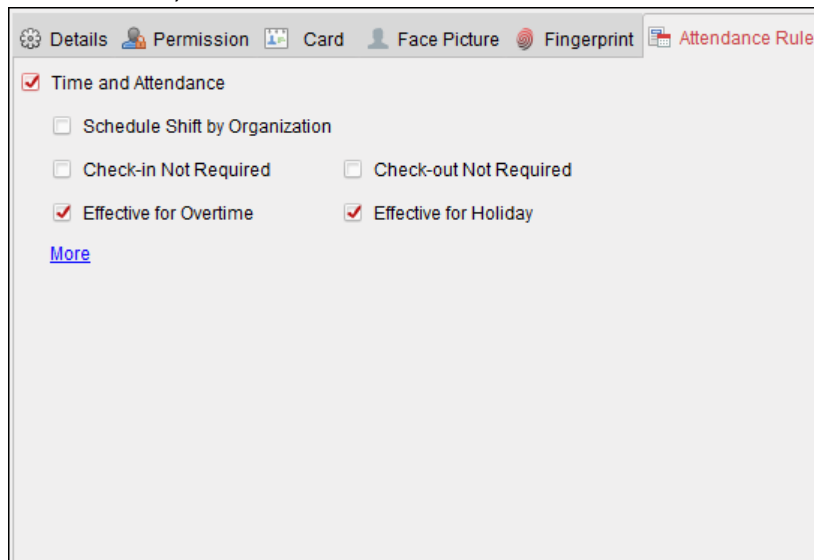 Details Permission Card Face Picture Fingerprint Attendance Rule
Time and Attendance
Schedule Shift by Organization
Check-in Not Required Check-out Not Required
Effective for Overtime Effective for Holiday
More